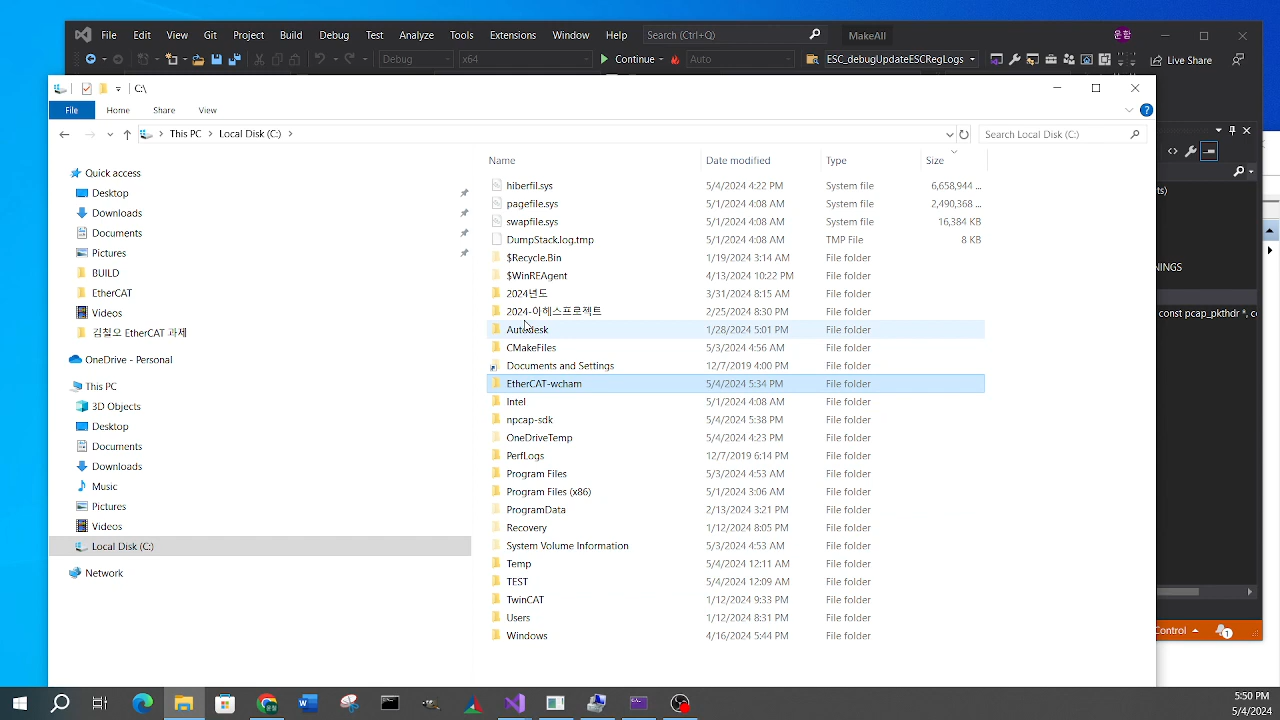 File Edit View Git Project Build Debug Test Analyze Tools Extensions Window Help Search (Ctrl+Q) MakeAll 운함
Debug x64 Continue Auto ESC_debugUpdateESCRegLogs Live Share
C:\
File Home Share View
This PC Local Disk (C:) Search Local Disk (C:)
Quick access
Desktop
Downloads
Documents
Pictures
BUILD
EtherCAT
Videos
김철오 EtherCAT 과제
OneDrive - Personal
This PC
3D Objects
Desktop
Documents
Downloads
Music
Pictures
Videos
Local Disk (C:)
Network
Name Date modified Type Size
hiberfil.sys 5/4/2024 4:22 PM System file 6,658,944 ...
pagefile.sys 5/1/2024 4:08 AM System file 2,490,368 ...
swapfile.sys 5/1/2024 4:08 AM System file 16,384 KB
DumpStack.log.tmp 5/1/2024 4:08 AM TMP File 8 KB
$Recycle.Bin 1/19/2024 3:14 AM File folder
$WinREAgent 4/13/2024 10:22 PM File folder
2024년도 3/31/2024 8:15 AM File folder
2024-이헤스프로젝트 2/25/2024 8:30 PM File folder
Autodesk 1/28/2024 5:01 PM File folder
CMakeFiles 5/3/2024 4:56 AM File folder
Documents and Settings 12/7/2019 4:00 PM File folder
EtherCAT-wcham 5/4/2024 5:34 PM File folder
Intel 5/1/2024 4:08 AM File folder
npcap-sdk 5/4/2024 5:38 PM File folder
OneDriveTemp 5/4/2024 4:23 PM File folder
PerfLogs 12/7/2019 6:14 PM File folder
Program Files 5/3/2024 4:53 AM File folder
Program Files (x86) 5/1/2024 3:06 AM File folder
ProgramData 2/13/2024 3:21 PM File folder
Recovery 1/12/2024 8:05 PM File folder
System Volume Information 5/3/2024 4:53 AM File folder
Temp 5/4/2024 12:11 AM File folder
TEST 5/4/2024 12:09 AM File folder
TwinCAT 1/12/2024 9:33 PM File folder
Users 1/12/2024 8:31 PM File folder
Windows 4/16/2024 5:44 PM File folder
ts)
NINGS
const pcap_pkthdr *, c
Control 1
5:50 PM
5/4/2024